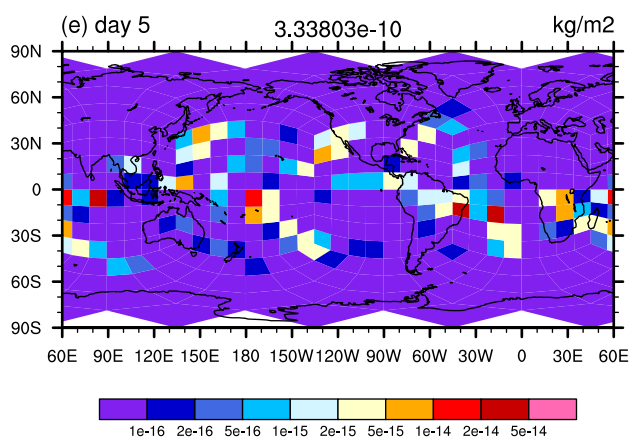 (e) day 5 3.33803e-10 kg/m2
90N
60N
30N
0
30S
60S
90S
60E 90E 120E 150E 180 150W 120W 90W 60W 30W 0 30E 60E
1e-16 2e-16 5e-16 1e-15 2e-15 5e-15 1e-14 2e-14 5e-14